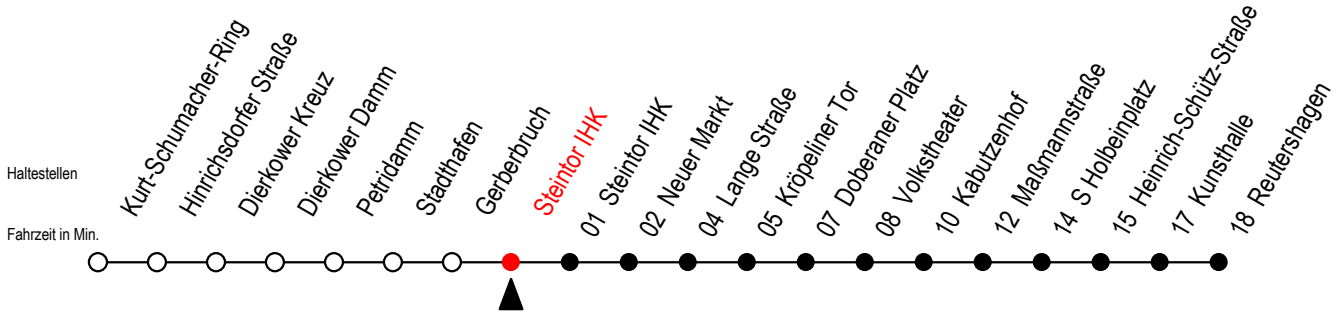 Haltestellen
Fahrzeit in Min.
Kurt-Schumacher-Ring
Hinrichsdorfer Straße
Dierkower Kreuz
Dierkower Damm
Petridamm
Stadthafen
Gerberbruch
Steintor IHK
01 Steintor IHK
02 Neuer Markt
04 Lange Straße
05 Kröpeliner Tor
07 Doberaner Platz
08 Volkstheater
10 Kabutzenhof
12 Maßmannstraße
14 S Holbeinplatz
15 Heinrich-Schütz-Straße
17 Kunsthalle
18 Reutershagen